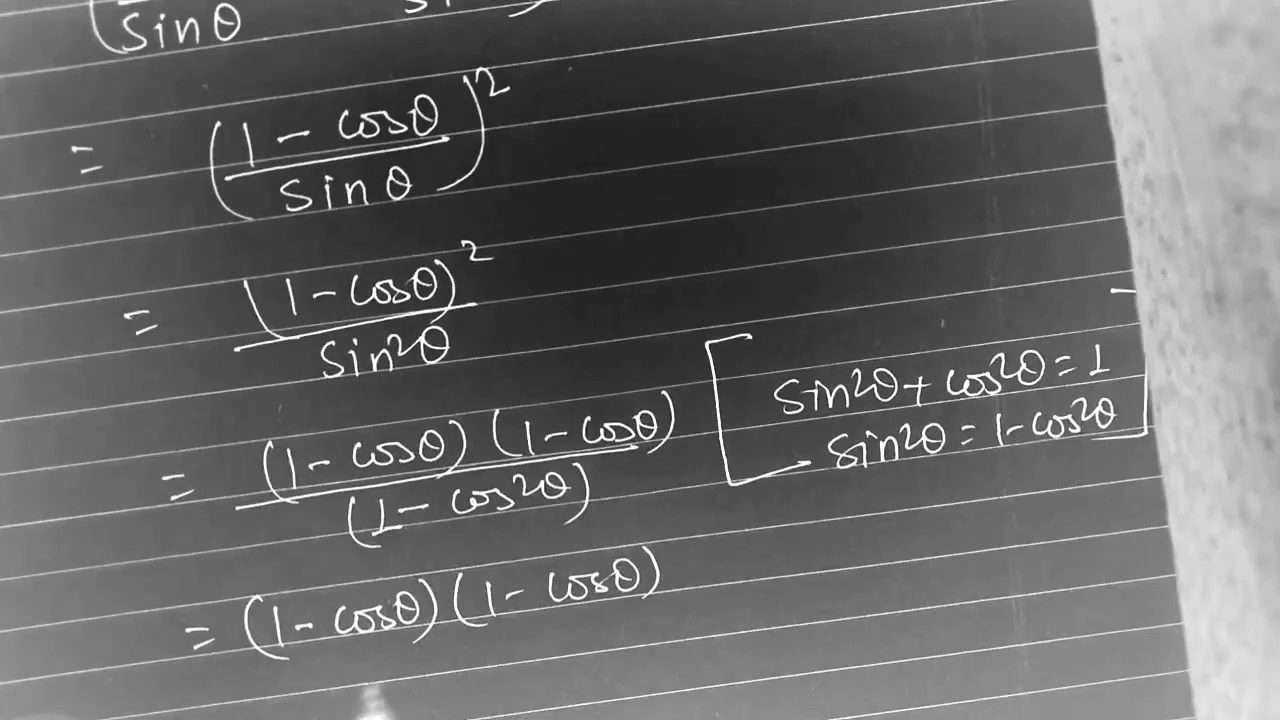 (sinθ
= (1 - cosθ / sinθ)²
= (1 - cosθ)² / sin²θ
= (1 - cosθ) (1 - cosθ) / (1 - cos²θ) [sin²θ + cos²θ = 1
sin²θ = 1 - cos²θ]
= (1 - cosθ) (1 - cosθ)